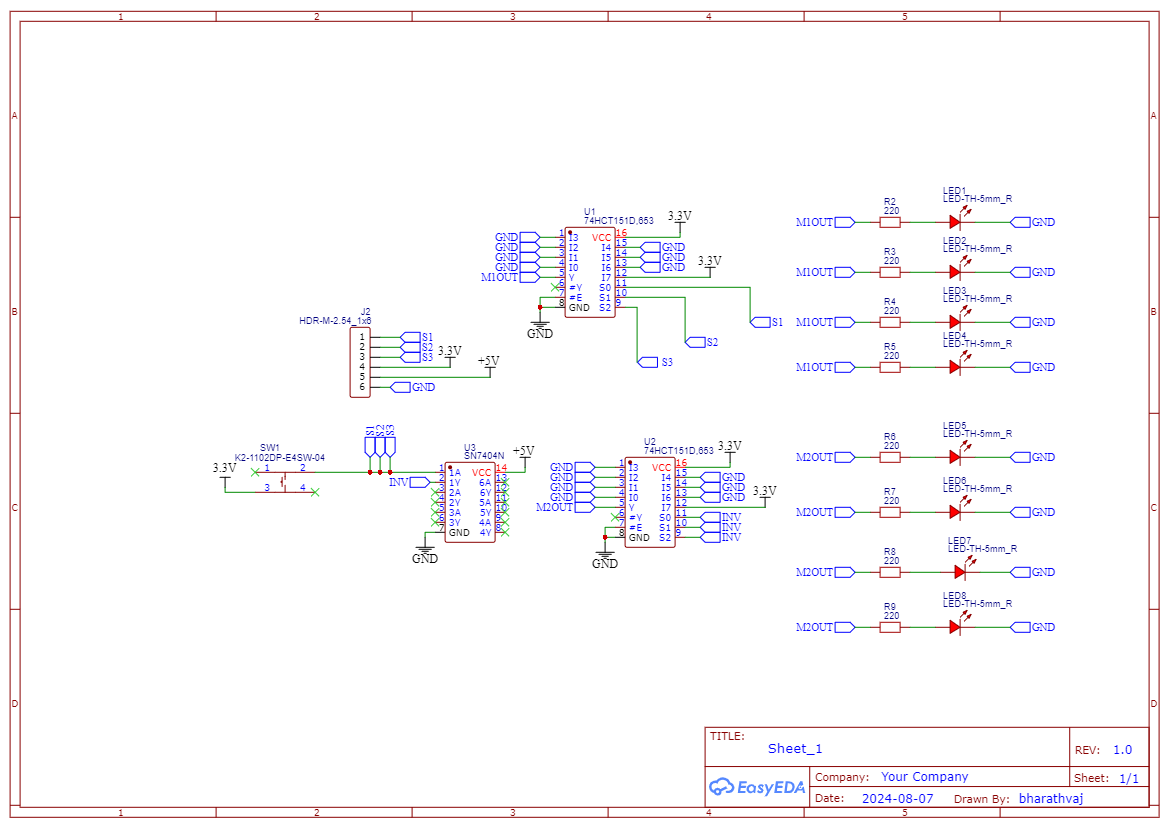 1 2 3 4 5
A A
B B
C C
D D
1 2 3 4 5
U1
74HCT151D,653
3.3V
GND 1 I3 VCC 16
GND 2 I2 I4 15 GND
GND 3 I1 I5 14 GND
GND 4 I0 I6 13 GND
M1OUT 5 Y I7 12 3.3V
6 #Y S0 11 S1
7 #E S1 10 S2
8 GND S2 9 S3
GND
J2
HDR-M-2.54_1x6
1 S1
2 S2
3 S3
4 3.3V
5 +5V
6 GND
SW1
K2-1102DP-E4SW-04
3.3V
1 2
3 4
S1 S2 S3
U3
SN7404N
+5V
1 1A VCC 14
INV 2 1Y 6A 13
3 2A 6Y 12
4 2Y 5A 11
5 3A 5Y 10
6 3Y 4A 9
7 GND 4Y 8
GND
U2
74HCT151D,653
3.3V
GND 1 I3 VCC 16
GND 2 I2 I4 15 GND
GND 3 I1 I5 14 GND
GND 4 I0 I6 13 GND
M2OUT 5 Y I7 12 3.3V
6 #Y S0 11 INV
7 #E S1 10 INV
8 GND S2 9 INV
GND
LED1
LED-TH-5mm_R
R2
220
M1OUT GND
LED2
LED-TH-5mm_R
R3
220
M1OUT GND
LED3
LED-TH-5mm_R
R4
220
M1OUT GND
LED4
LED-TH-5mm_R
R5
220
M1OUT GND
LED5
LED-TH-5mm_R
R6
220
M2OUT GND
LED6
LED-TH-5mm_R
R7
220
M2OUT GND
LED7
LED-TH-5mm_R
R8
220
M2OUT GND
LED8
LED-TH-5mm_R
R9
220
M2OUT GND
TITLE:
Sheet_1
REV: 1.0
EasyEDA
Company: Your Company
Sheet: 1/1
Date: 2024-08-07 Drawn By: bharathvaj